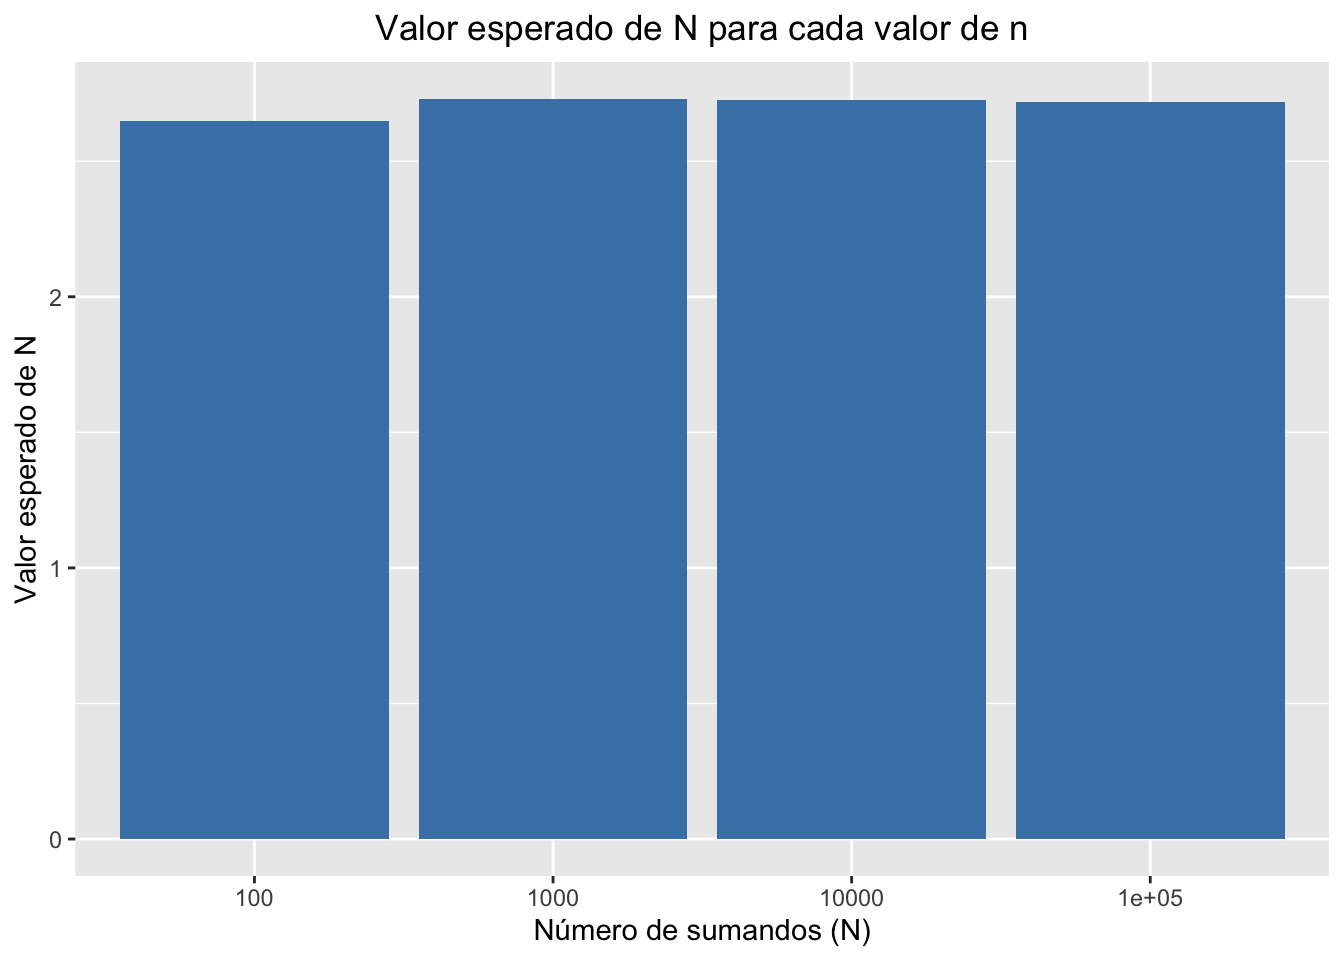 Valor esperado de N para cada valor de n
Valor esperado de N
2
1
0
100
1000
10000
1e+05
Número de sumandos (N)